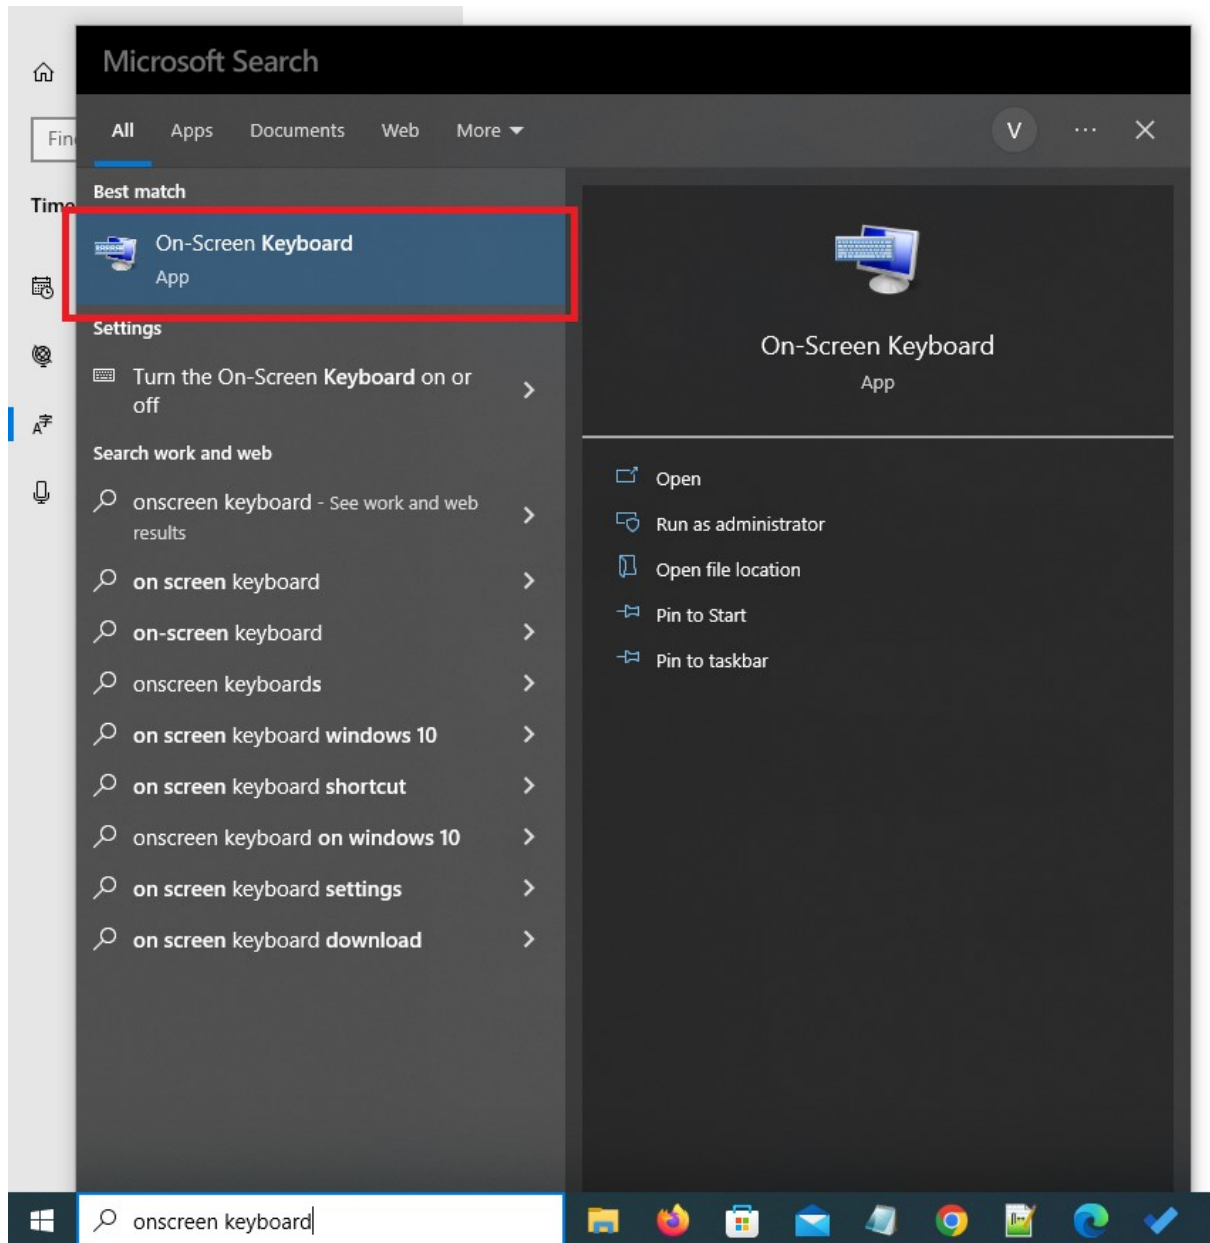 Microsoft Search
All Apps Documents Web More
V
Best match
On-Screen Keyboard
App
Settings
Turn the On-Screen Keyboard on or
off
Search work and web
onscreen keyboard - See work and web
results
on screen keyboard
on-screen keyboard
onscreen keyboards
on screen keyboard windows 10
on screen keyboard shortcut
onscreen keyboard on windows 10
on screen keyboard settings
on screen keyboard download
On-Screen Keyboard
App
Open
Run as administrator
Open file location
Pin to Start
Pin to taskbar
onscreen keyboard